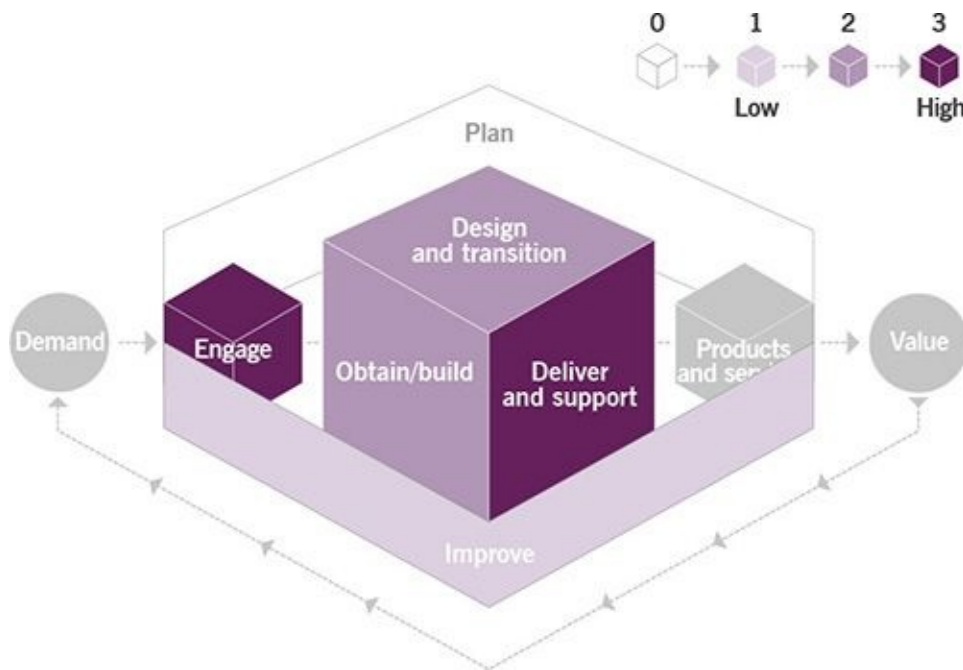 0 1 2 3
Low High
Plan
Design
and transition
Demand
Engage
Obtain/build
Deliver
and support
Products
and
Value
Improve